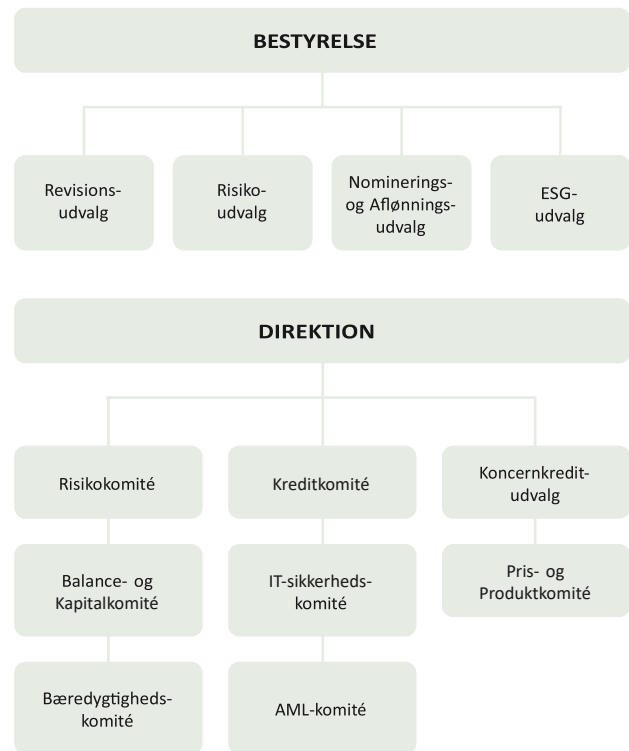 BESTYRELSE
Revisions-
udvalg
Risiko-
udvalg
Nominerings-
og Aflønnings-
udvalg
ESG-
udvalg
DIREKTION
Risikokomité
Kreditkomité
Koncernkredit-
udvalg
Balance- og
Kapitalkomité
IT-sikkerheds-
komité
Pris- og
Produktkomité
Bæredygtigheds-
komité
AML-komité